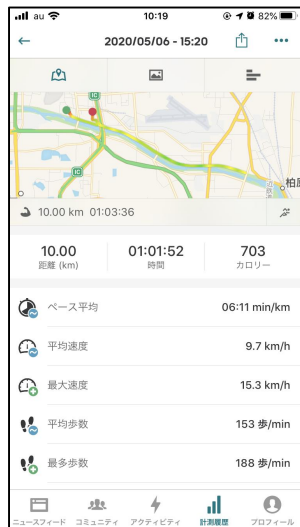 au 10:19 82%
2020/05/06 - 15:20
IC
IC
柏原
10.00 km 01:03:36
10.00 01:01:52 703
距離 (km) 時間 カロリー
ペース平均 06:11 min/km
平均速度 9.7 km/h
最大速度 15.3 km/h
平均歩数 153 歩/min
最多歩数 188 歩/min
ニュースフィード コミュニティ アクティビティ 計測履歴 プロフィール